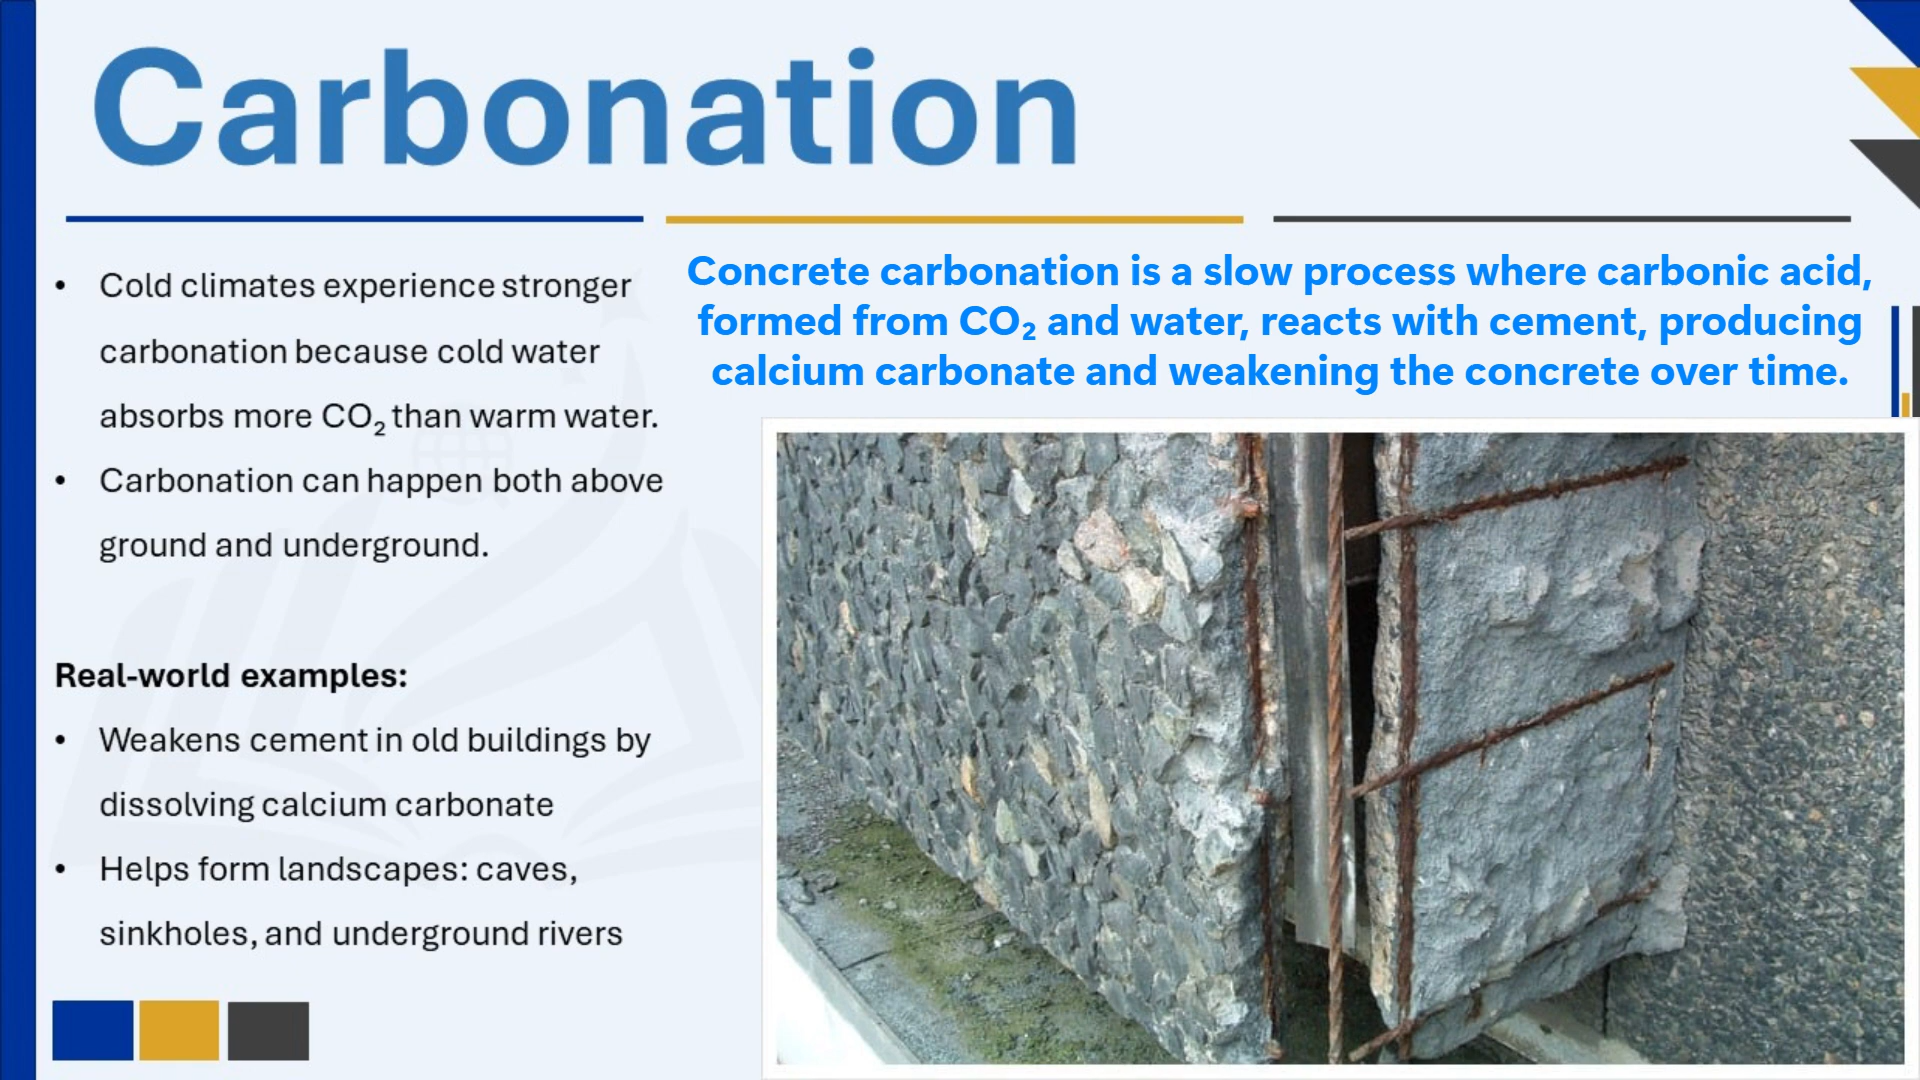 Carbonation
• Cold climates experience stronger
carbonation because cold water
absorbs more CO₂ than warm water.
• Carbonation can happen both above
ground and underground.
Real-world examples:
• Weakens cement in old buildings by
dissolving calcium carbonate
• Helps form landscapes: caves,
sinkholes, and underground rivers
Concrete carbonation is a slow process where carbonic acid,
formed from CO₂ and water, reacts with cement, producing
calcium carbonate and weakening the concrete over time.